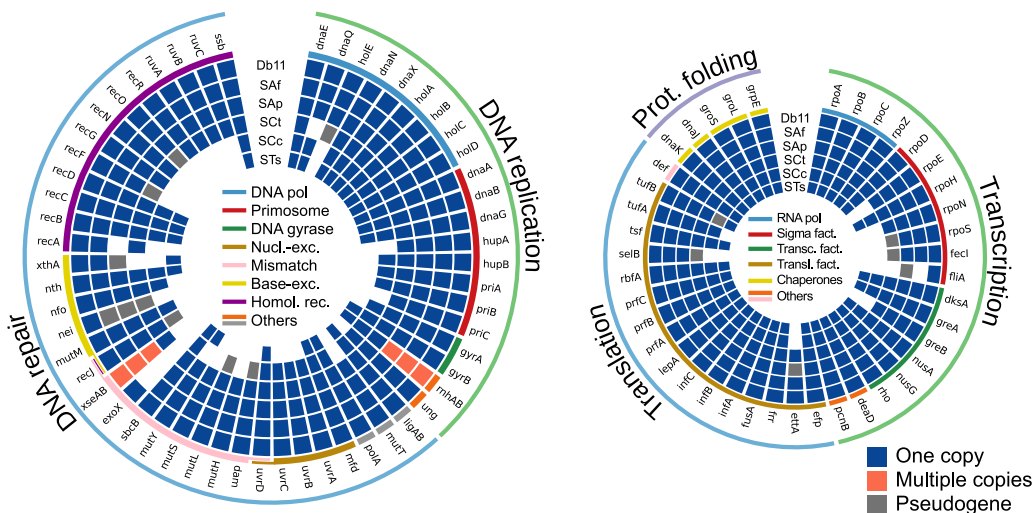 ssb
ruvC
ruvB
ruvA
recR
recO
recN
recG
recF
recD
recC
recB
recA
xthA
nth
nfo
nei
mutM
recJ
xseAB
exoX
sbcB
mutY
mutS
mutL
mutH
dam
uvrD
uvrC
uvrB
uvrA
mfd
polA
mutT
ligAB
ung
rnhAB
gyrB
gyrA
priC
priB
priA
hupB
hupA
dnaG
dnaB
dnaA
holD
holC
holB
holA
dnaX
dnaN
holE
dnaQ
dnaE
Db11
SAf
SAp
SCt
SCc
STs
DNA pol
Primosome
DNA gyrase
Nucl.-exc.
Mismatch
Base-exc.
Homol. rec.
Others
DNA replication
DNA repair
Prot. folding
Transcription
Translation
rpoA
rpoB
rpoC
rpoZ
rpoD
rpoE
rpoH
rpoN
rpoS
fecI
fliA
dksA
greA
greB
nusA
nusG
rho
deaD
pcnB
efp
ettA
frr
fusA
infA
infB
infC
lepA
prfA
prfB
prfC
rbfA
selB
tsf
tufA
tufB
def
dnaK
dnaJ
groS
groL
grpE
Db11
SAf
SAp
SCt
SCc
STs
RNA pol
Sigma fact.
Transc. fact.
Transl. fact.
Chaperones
Others
One copy
Multiple copies
Pseudogene